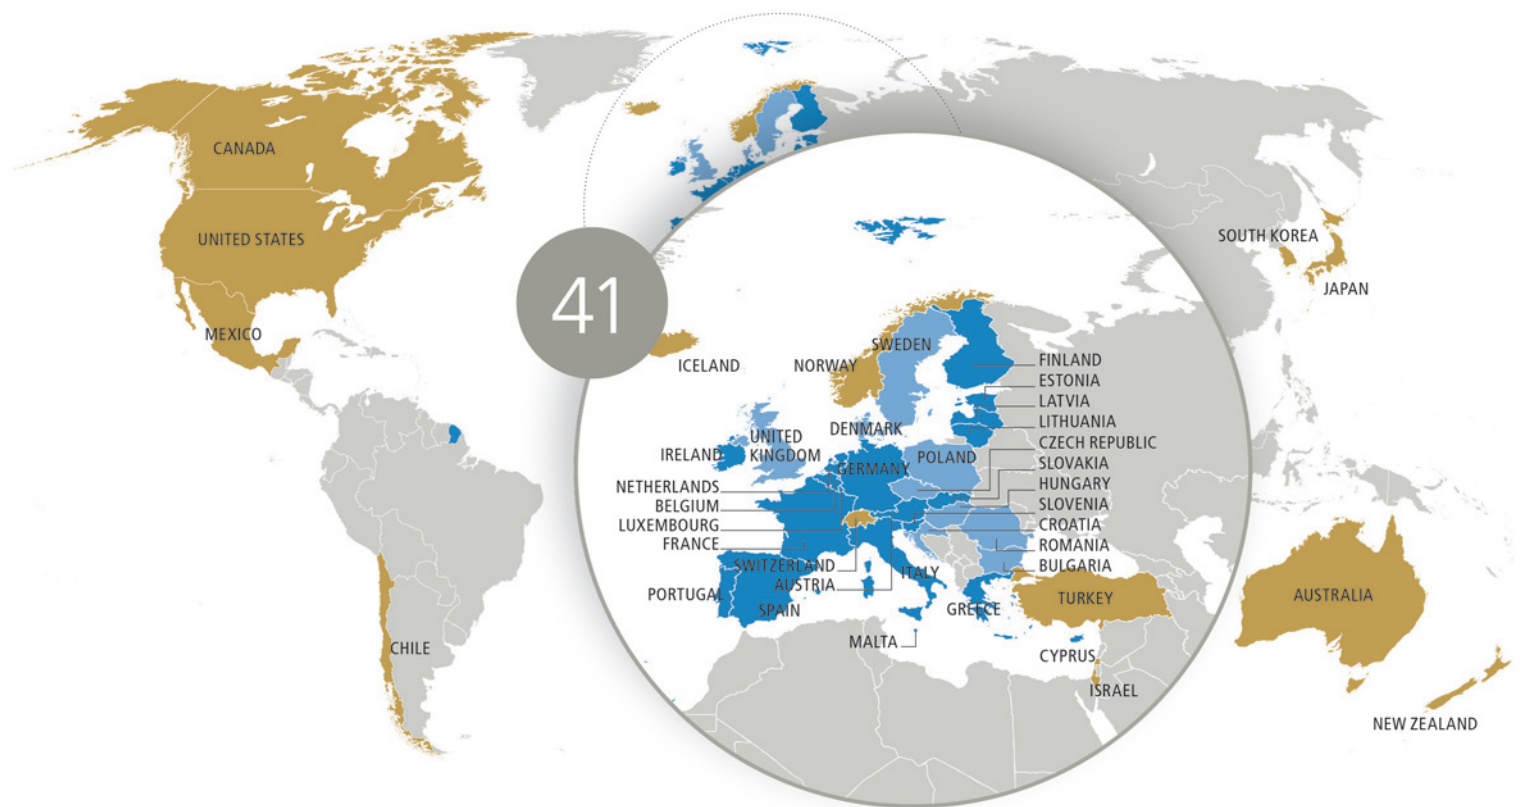 CANADA
UNITED STATES
MEXICO
CHILE
41
ICELAND
NORWAY
SWEDEN
FINLAND
ESTONIA
LATVIA
LITHUANIA
CZECH REPUBLIC
SLOVAKIA
HUNGARY
SLOVENIA
CROATIA
ROMANIA
BULGARIA
DENMARK
UNITED
KINGDOM
IRELAND
GERMANY
POLAND
NETHERLANDS
BELGIUM
LUXEMBOURG
FRANCE
SWITZERLAND
AUSTRIA
ITALY
PORTUGAL
SPAIN
GREECE
MALTA
TURKEY
CYPRUS
ISRAEL
SOUTH KOREA
JAPAN
AUSTRALIA
NEW ZEALAND